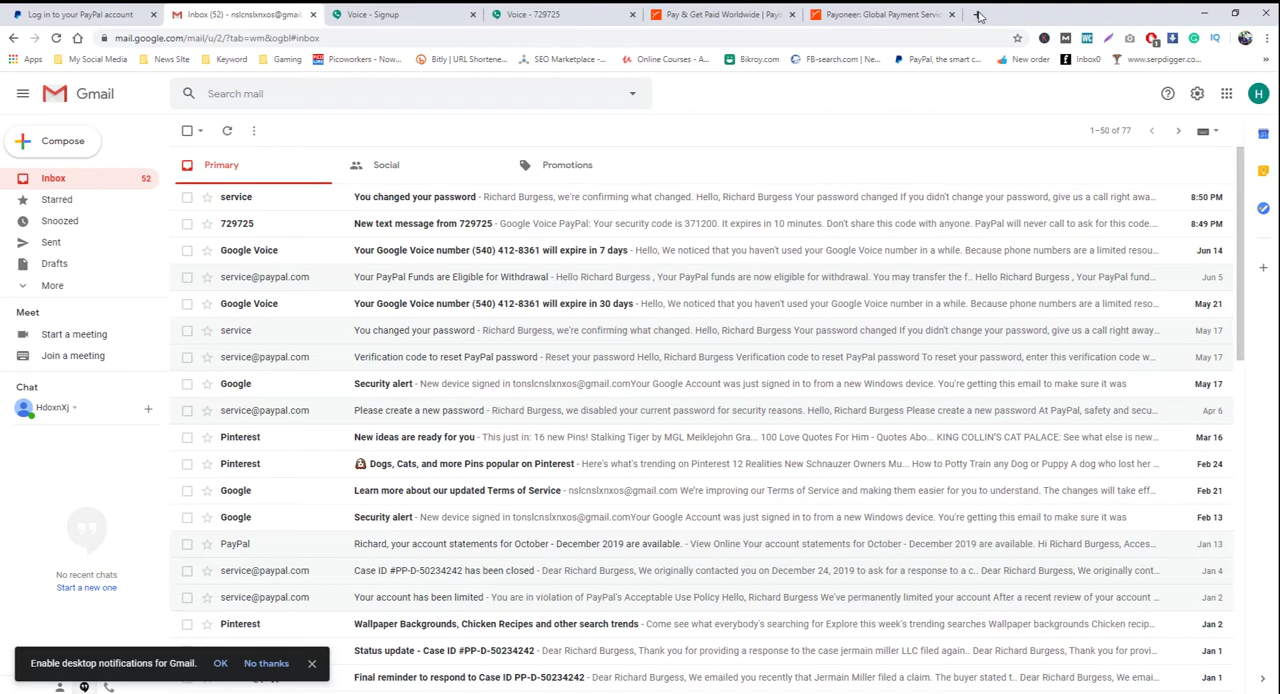 Log in to your PayPal account
Inbox (52) - nslcnslxnxos@gmail.
Voice - Signup
Voice - 729725
Pay & Get Paid Worldwide | Payo
Payoneer: Global Payment Servic
mail.google.com/mail/u/2/?tab=wm&ogbl#inbox
Apps
My Social Media
News Site
Keyword
Gaming
Picoworkers - Now...
Bitly | URL Shortene...
SEO Marketplace -...
Online Courses - A...
Bikroy.com
FB-search.com | Ne...
PayPal, the smart c...
New order
Inbox0
www.serpdigger.c...
Gmail
Search mail
H
Compose
1–50 of 77
Inbox 52
Starred
Snoozed
Sent
Drafts
More
Meet
Start a meeting
Join a meeting
Chat
HdoxnXj
No recent chats
Start a new one
Primary
Social
Promotions
service You changed your password - Richard Burgess, we're confirming what changed. Hello, Richard Burgess Your password changed If you didn't change your password, give us a call right awa... 8:50 PM
729725 New text message from 729725 - Google Voice PayPal: Your security code is 371200. It expires in 10 minutes. Don't share this code with anyone. PayPal will never call to ask for this code.... 8:49 PM
Google Voice Your Google Voice number (540) 412-8361 will expire in 7 days - Hello, We noticed that you haven't used your Google Voice number in a while. Because phone numbers are a limited resou... Jun 14
service@paypal.com Your PayPal Funds are Eligible for Withdrawal - Hello Richard Burgess , Your PayPal funds are now eligible for withdrawal. You may transfer the f.. Hello Richard Burgess , Your PayPal fund... Jun 5
Google Voice Your Google Voice number (540) 412-8361 will expire in 30 days - Hello, We noticed that you haven't used your Google Voice number in a while. Because phone numbers are a limited reso... May 21
service You changed your password - Richard Burgess, we're confirming what changed. Hello, Richard Burgess Your password changed If you didn't change your password, give us a call right awa... May 17
service@paypal.com Verification code to reset PayPal password - Reset your password Hello, Richard Burgess Verification code to reset PayPal password To reset your password, enter this verification code w... May 17
Google Security alert - New device signed in tonslcnslxnxos@gmail.comYour Google Account was just signed in to from a new Windows device. You're getting this email to make sure it was May 17
service@paypal.com Please create a new password - Richard Burgess, we disabled your current password for security reasons. Hello, Richard Burgess Please create a new password At PayPal, safety and secu... Apr 6
Pinterest New ideas are ready for you - This just in: 16 new Pins! Stalking Tiger by MGL Meiklejohn Gra... 100 Love Quotes For Him - Quotes Abo... KING COLLIN'S CAT PALACE: See what else is new... Mar 16
Pinterest Dogs, Cats, and more Pins popular on Pinterest - Here's what's trending on Pinterest 12 Realities New Schnauzer Owners Mu... How to Potty Train any Dog or Puppy A dog who lost her ... Feb 24
Google Learn more about our updated Terms of Service - nslcnslxnxos@gmail.com We're improving our Terms of Service and making them easier for you to understand. The changes will take effe... Feb 21
Google Security alert - New device signed in tonslcnslxnxos@gmail.comYour Google Account was just signed in to from a new Windows device. You're getting this email to make sure it was Feb 13
PayPal Richard, your account statements for October - December 2019 are available. - View Online Your account statements for October - December 2019 are available. Hi Richard Burgess, Acces... Jan 13
service@paypal.com Case ID #PP-D-50234242 has been closed - Dear Richard Burgess, We originally contacted you on December 24, 2019 to ask for a response to a c.. Dear Richard Burgess, We originally cont... Jan 4
service@paypal.com Your account has been limited - You are in violation of PayPal's Acceptable Use Policy Hello, Richard Burgess We've permanently limited your account After a recent review of your account ... Jan 2
Pinterest Wallpaper Backgrounds, Chicken Recipes and other search trends - Come see what everybody's searching for Explore this week's trending searches Wallpaper Backgrounds, Chicken recip... Jan 2
Status update - Case ID #PP-D-50234242 - Dear Richard Burgess, Thank you for providing a response to the case jermain miller LLC filed again.. Dear Richard Burgess, Thank you for provi... Jan 1
Final reminder to respond to Case ID PP-D-50234242 - Dear Richard Burgess, We emailed you recently that Jermain Miller filed a claim. The buyer stated t.. Dear Richard Burgess, We emailed... Jan 1
Enable desktop notifications for Gmail. OK No thanks